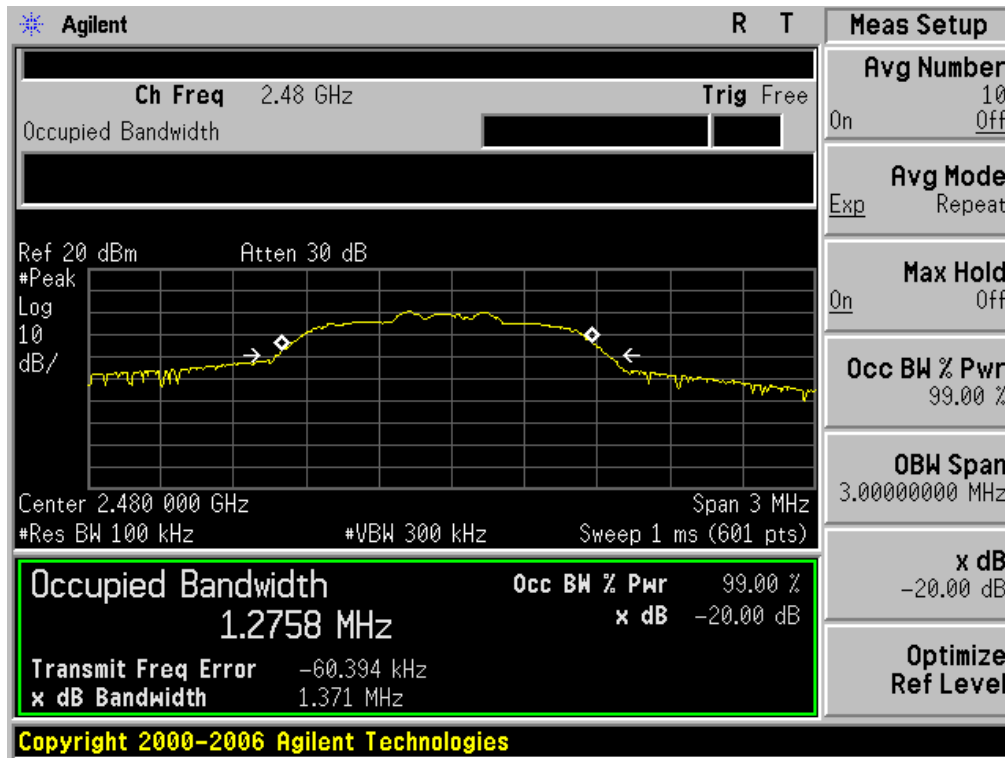 Agilent R T
Ch Freq 2.48 GHz Trig Free
Occupied Bandwidth
Ref 20 dBm Atten 30 dB
#Peak
Log
10
dB/
Center 2.480 000 GHz Span 3 MHz
#Res BW 100 kHz #VBW 300 kHz Sweep 1 ms (601 pts)
Occupied Bandwidth
1.2758 MHz
Occ BW % Pwr 99.00 %
x dB -20.00 dB
Transmit Freq Error -60.394 kHz
x dB Bandwidth 1.371 MHz
Copyright 2000-2006 Agilent Technologies
Meas Setup
Avg Number
10
On Off
Avg Mode
Exp Repeat
Max Hold
On Off
Occ BW % Pwr
99.00 %
OBW Span
3.00000000 MHz
x dB
-20.00 dB
Optimize
Ref Level